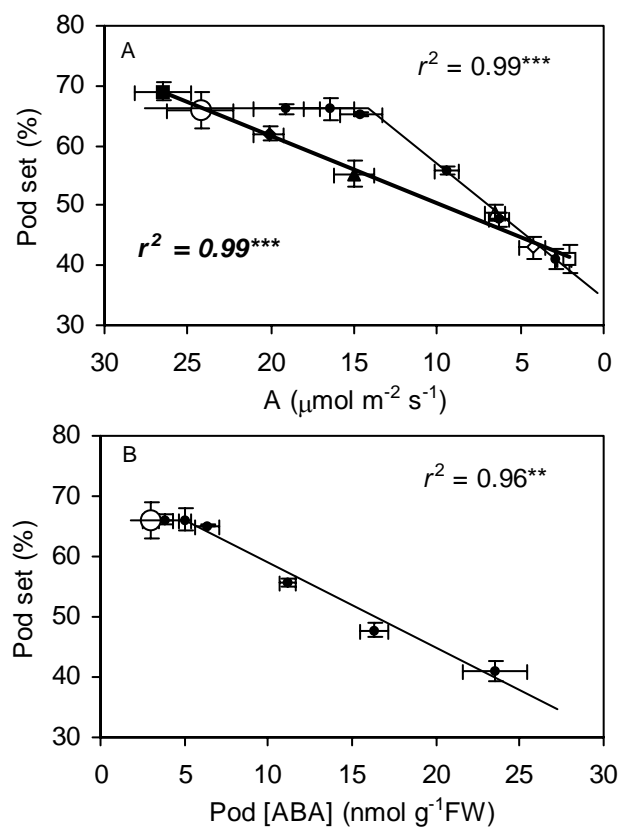 80
A
r² = 0.99***
70
60
50
40
r² = 0.99***
30
30 25 20 15 10 5 0
Pod set (%)
A (μmol m⁻² s⁻¹)
80
B
r² = 0.96**
70
60
50
40
30
0 5 10 15 20 25 30
Pod set (%)
Pod [ABA] (nmol g⁻¹FW)